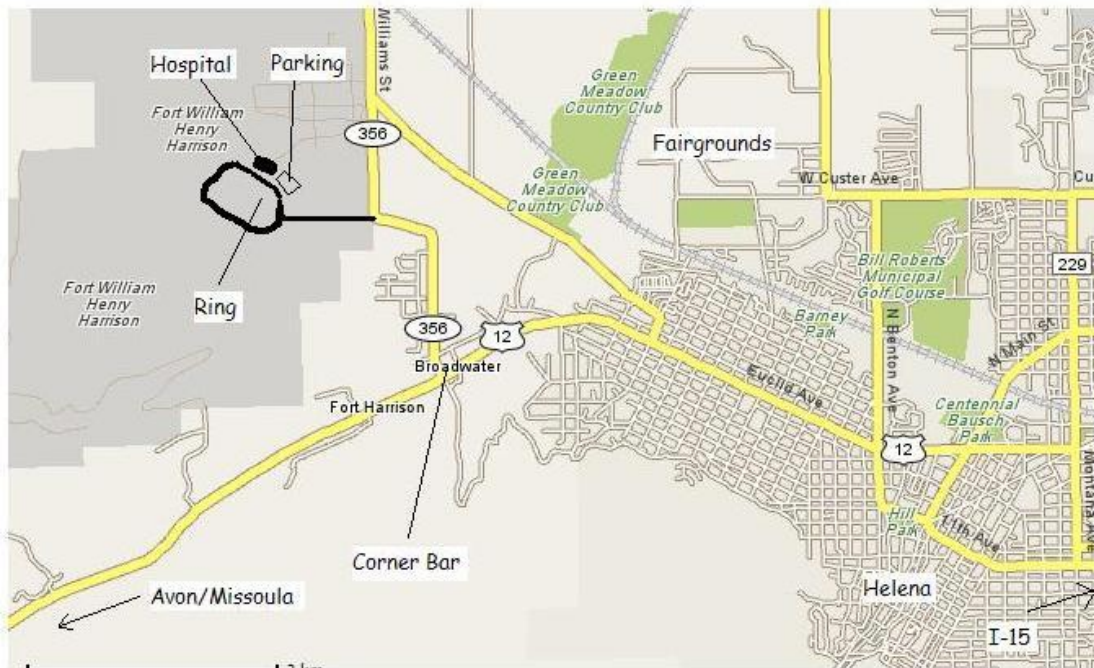 Williams St
Hospital
Parking
Green
Meadow
Country Club
Fort William
Henry
Harrison
356
Fairgrounds
W Custer Ave
Cu
Green
Meadow
Country Club
Bill Roberts
Municipal
Golf Course
229
Fort William
Henry
Harrison
Ring
356
12
Barney
Park
N Benton Ave
N Main St
Broadwater
Euclid Ave
Fort Harrison
Centennial
Bausch
Park
12
Montana Ave
Hill
Park
11th Ave
Corner Bar
Helena
Avon/Missoula
I-15